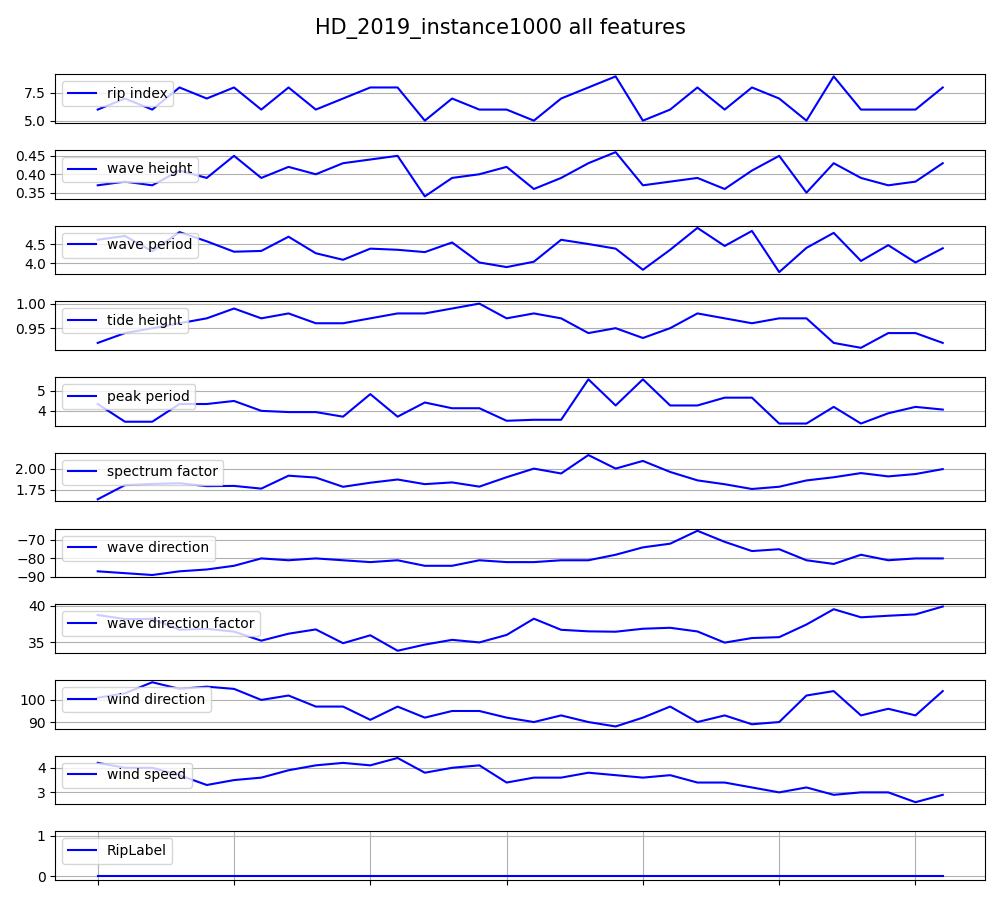 HD_2019_instance1000 all features
7.5
5.0
rip index
0.45
0.40
0.35
wave height
4.5
4.0
wave period
1.00
0.95
tide height
5
4
peak period
2.00
1.75
spectrum factor
−70
−80
−90
wave direction
40
35
wave direction factor
100
90
wind direction
4
3
wind speed
1
0
RipLabel